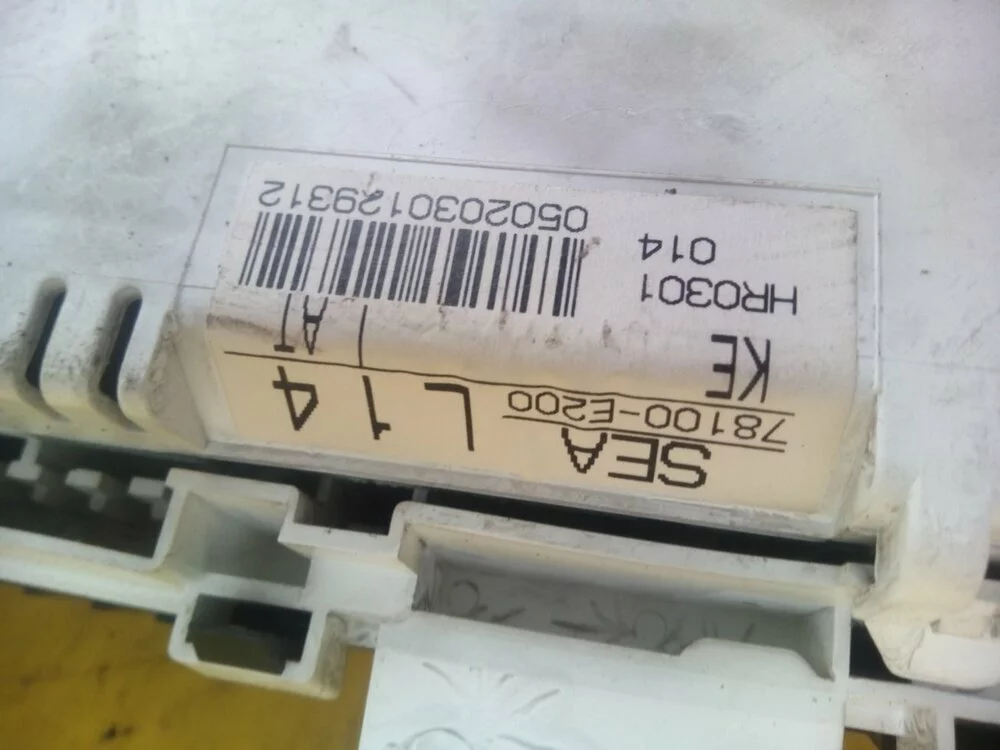 SEA L14
78100-E200
KE AT
HR0301
014
0502030129312